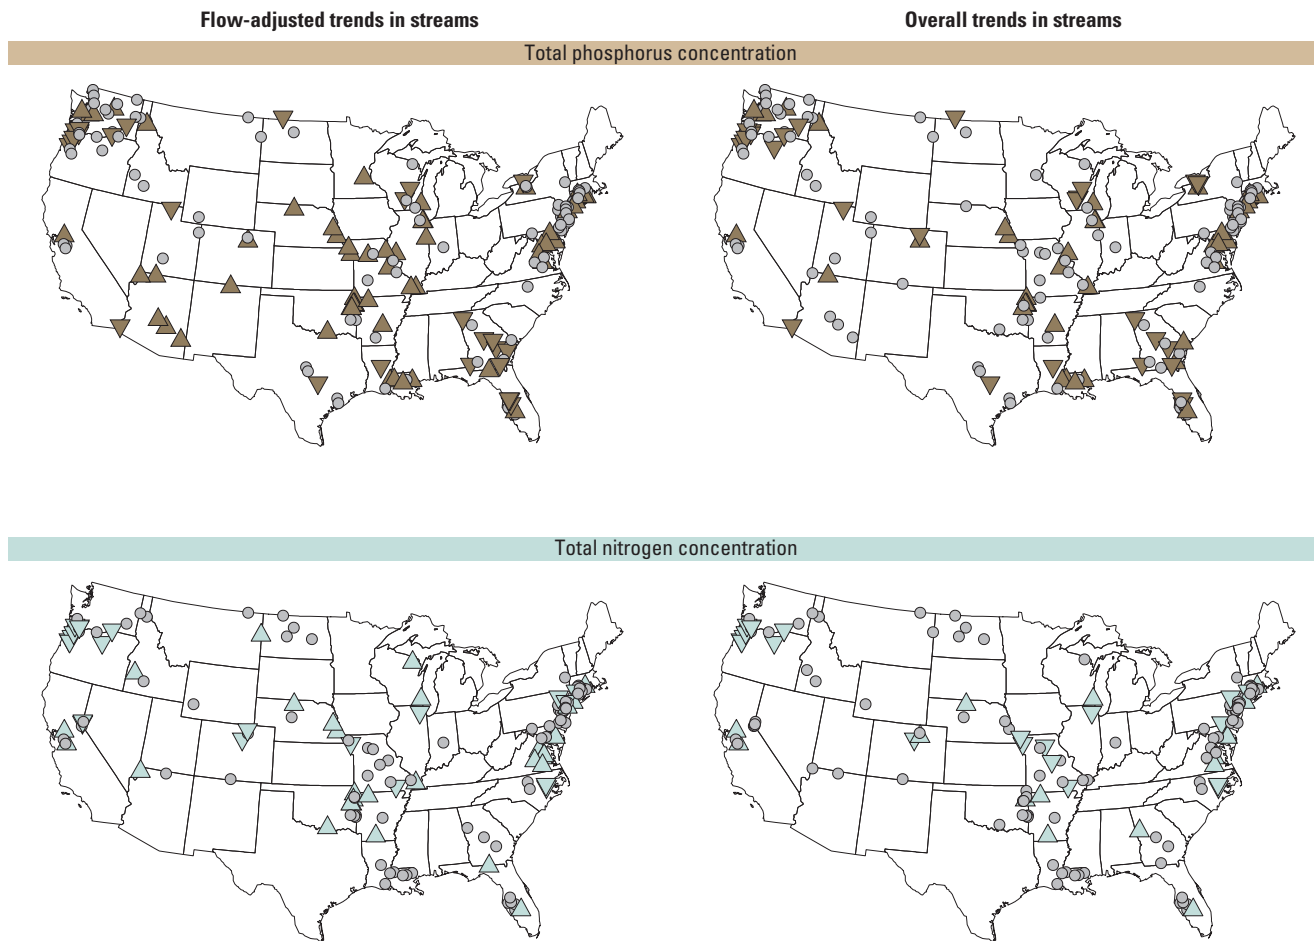 Flow-adjusted trends in streams
Overall trends in streams
Total phosphorus concentration
Total nitrogen concentration